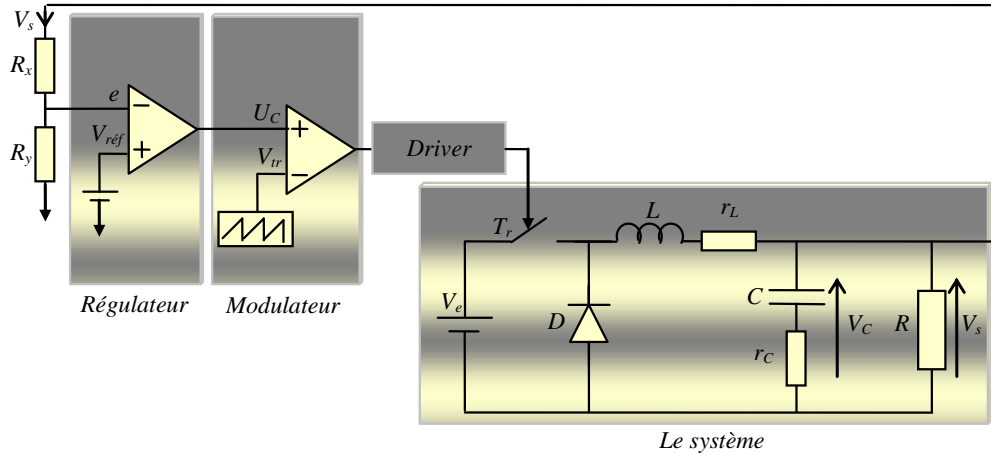 Vs
Rx
e
Vréf
Ry
− +
UC
Vtr
+ −
Driver
Régulateur
Modulateur
Tr
L
rL
Ve
D
C
rC
VC
R
Vs
Le système